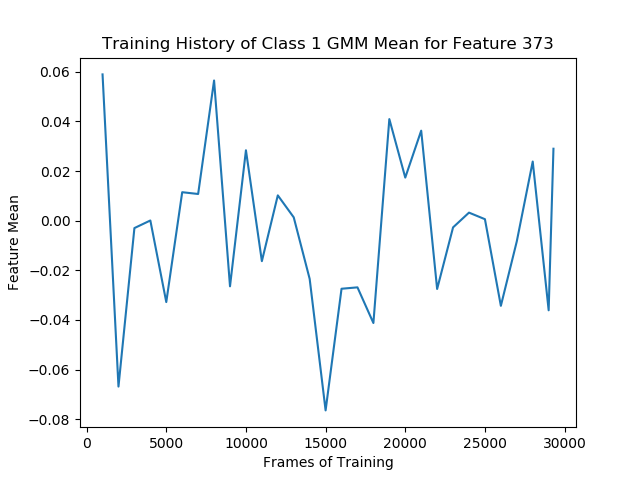 Training History of Class 1 GMM Mean for Feature 373
0.06
0.04
0.02
0.00
−0.02
−0.04
−0.06
−0.08
Feature Mean
0 5000 10000 15000 20000 25000 30000
Frames of Training